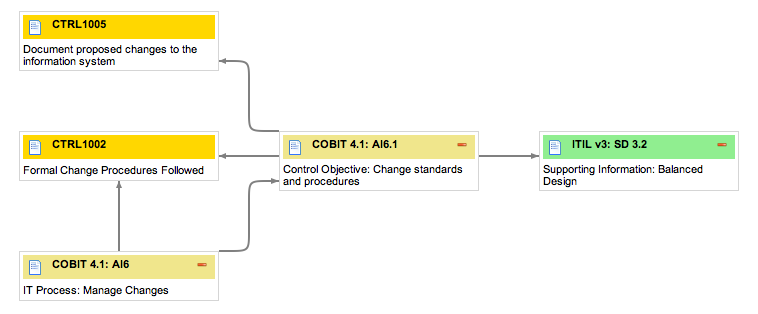 CTRL1005
Document proposed changes to the
information system
CTRL1002
Formal Change Procedures Followed
COBIT 4.1: AI6.1
Control Objective: Change standards
and procedures
ITIL v3: SD 3.2
Supporting Information: Balanced
Design
COBIT 4.1: AI6
IT Process: Manage Changes